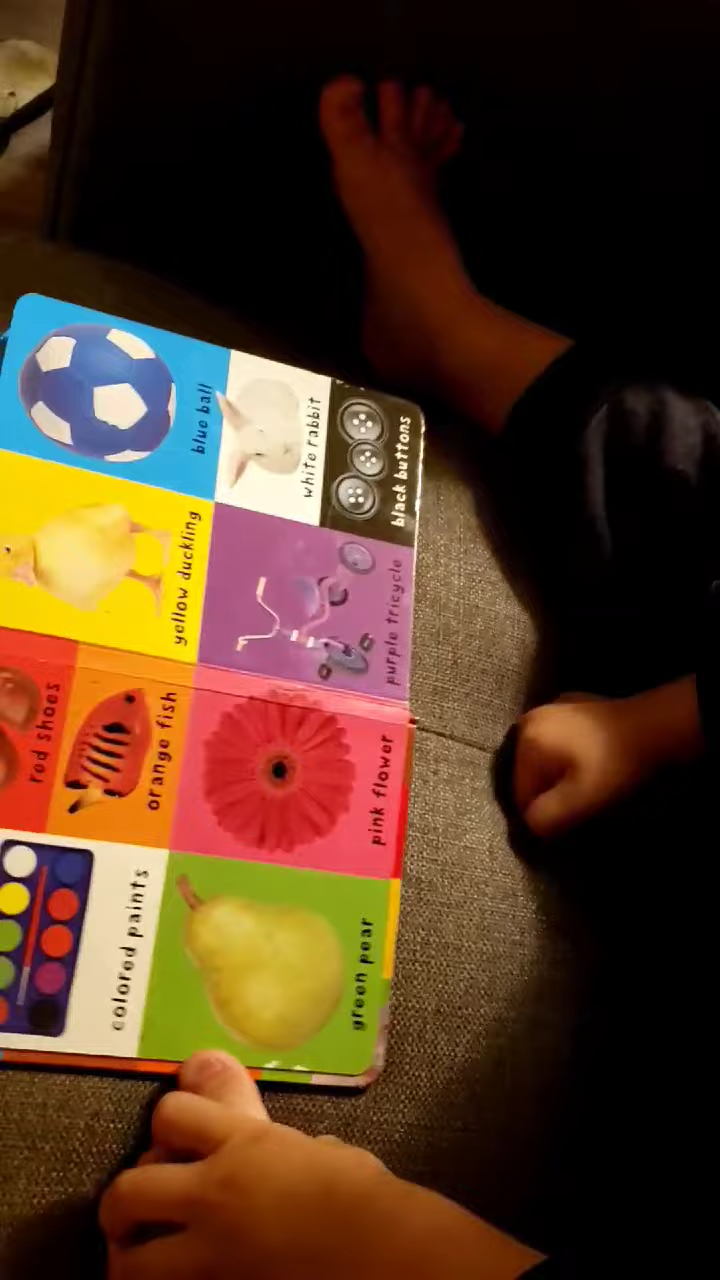 blue ball
white rabbit
black buttons
yellow duckling
purple tricycle
red shoes
orange fish
pink flower
colored paints
green pear